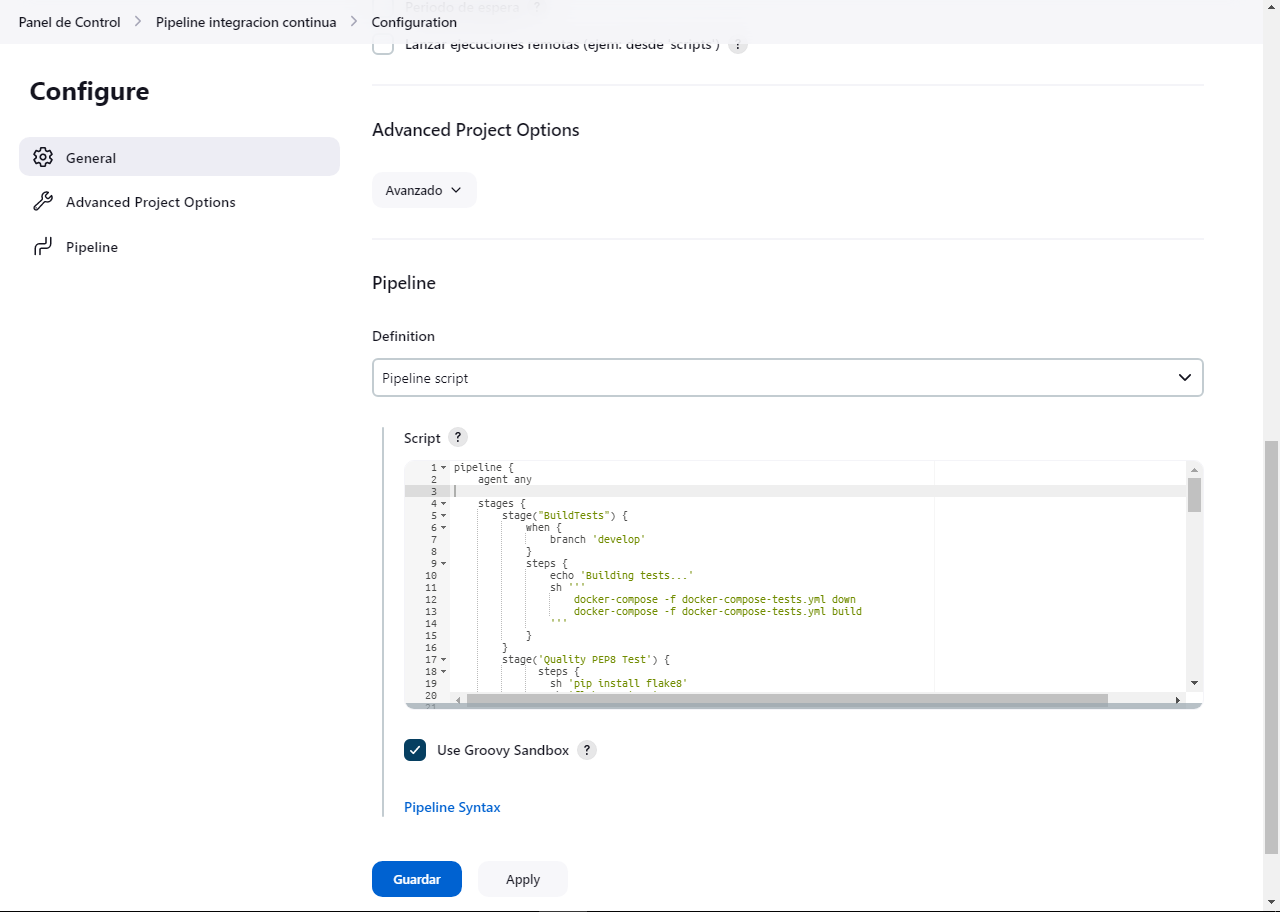 Periodo de espera ?
Panel de Control > Pipeline integracion continua > Configuration
Lanzar ejecuciones remotas (ejem. desde 'scripts') ?
Configure
General
Advanced Project Options
Pipeline
Advanced Project Options
Avanzado
Pipeline
Definition
Pipeline script
Script ?
1 pipeline {
2     agent any
3
4     stages {
5         stage("BuildTests") {
6             when {
7                 branch 'develop'
8             }
9             steps {
10                 echo 'Building tests...'
11                 sh '''
12                     docker-compose -f docker-compose-tests.yml down
13                     docker-compose -f docker-compose-tests.yml build
14                 '''
15             }
16         }
17         stage('Quality PEP8 Test') {
18               steps {
19                 sh 'pip install flake8'
20
21
Use Groovy Sandbox ?
Pipeline Syntax
Guardar
Apply